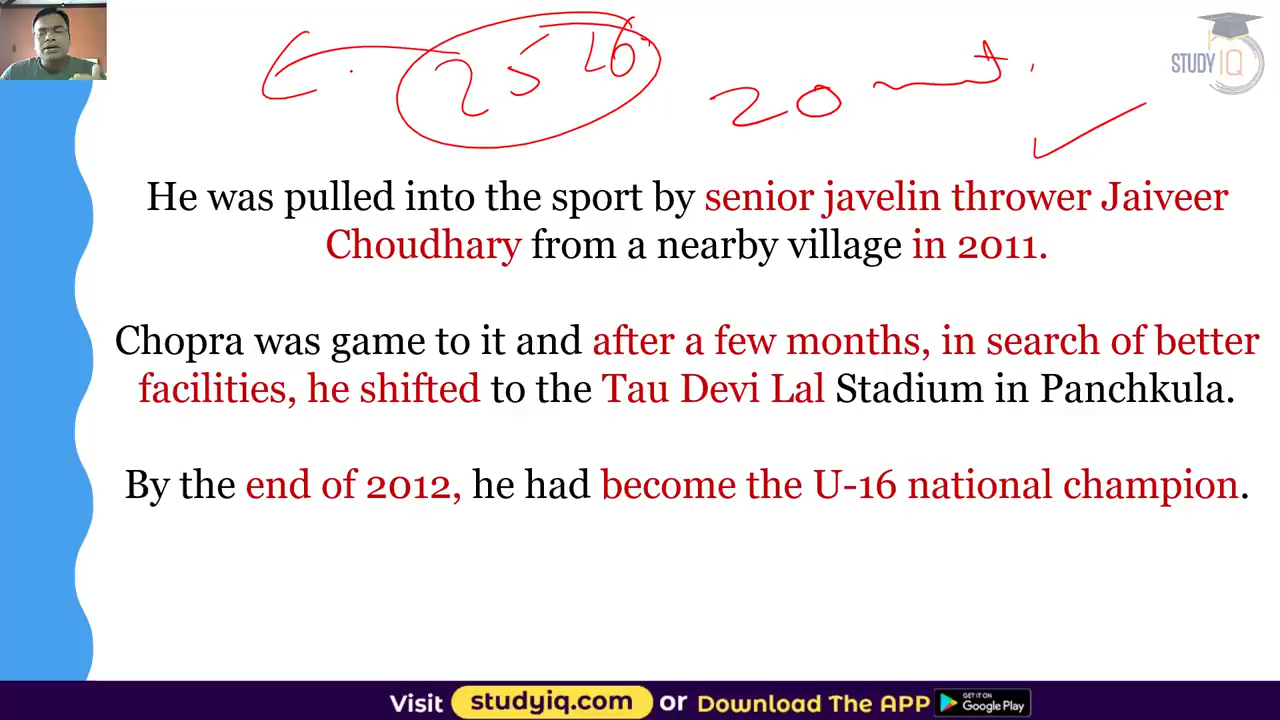 25 26
20 mt.
STUDY IQ
He was pulled into the sport by senior javelin thrower Jaiveer
Choudhary from a nearby village in 2011.
Chopra was game to it and after a few months, in search of better
facilities, he shifted to the Tau Devi Lal Stadium in Panchkula.
By the end of 2012, he had become the U-16 national champion.
Visit studyiq.com or Download The APP GET IT ON Google Play